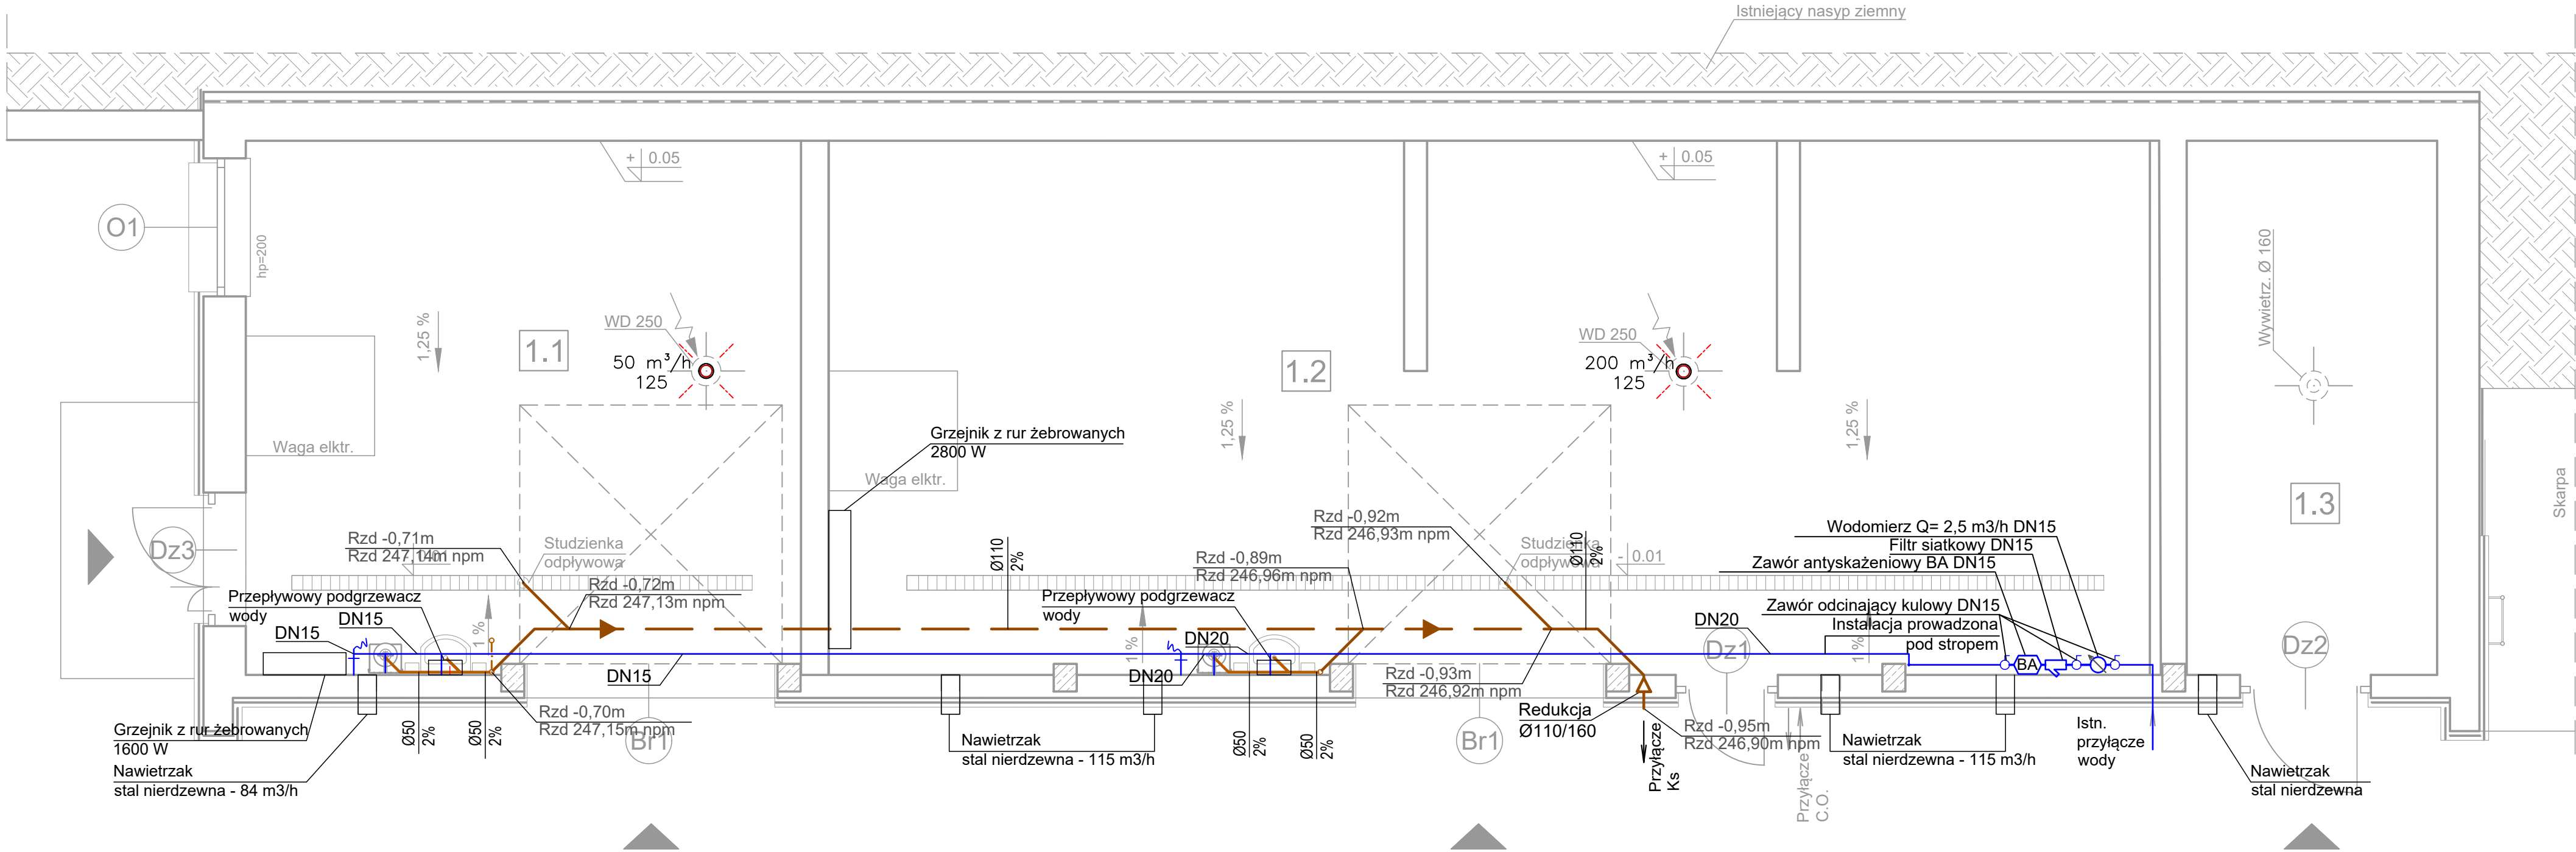 Istniejący nasyp ziemny
+ 0.05
+ 0.05
O1
hp=200
Wywietrz. Ø 160
1,25 %
WD 250
50 m³/h
125
1.1
1.2
WD 250
200 m³/h
125
1,25 %
1,25 %
Waga elktr.
Grzejnik z rur żebrowanych
2800 W
Waga elktr.
1.3
Skarpa
Dz3
Rzd -0,71m
Rzd 247,14m npm
Studzienka
odpływowa
Rzd -0,72m
Rzd 247,13m npm
Ø110
2%
Rzd -0,92m
Rzd 246,93m npm
Rzd -0,89m
Rzd 246,96m npm
Studzienka
odpływowa
Ø110
2%
- 0.01
Wodomierz Q= 2,5 m3/h DN15
Filtr siatkowy DN15
Zawór antyskażeniowy BA DN15
Zawór odcinający kulowy DN15
Instalacja prowadzona
pod stropem
Przepływowy podgrzewacz
wody
DN15
DN15
1 %
Przepływowy podgrzewacz
wody
1 %
DN20
DN20
DN20
Dz1
1 %
BA
Dz2
DN15
Rzd -0,93m
Rzd 246,92m npm
Rzd -0,70m
Rzd 247,15m npm
Br1
Br1
Redukcja
Ø110/160
Rzd -0,95m
Rzd 246,90m npm
Grzejnik z rur żebrowanych
1600 W
Nawietrzak
stal nierdzewna - 84 m3/h
Ø50
2%
Ø50
2%
Nawietrzak
stal nierdzewna - 115 m3/h
Ø50
2%
Ø50
2%
Przyłącze
Ks
Przyłącze
C.O.
Nawietrzak
stal nierdzewna - 115 m3/h
Istn.
przyłącze
wody
Nawietrzak
stal nierdzewna